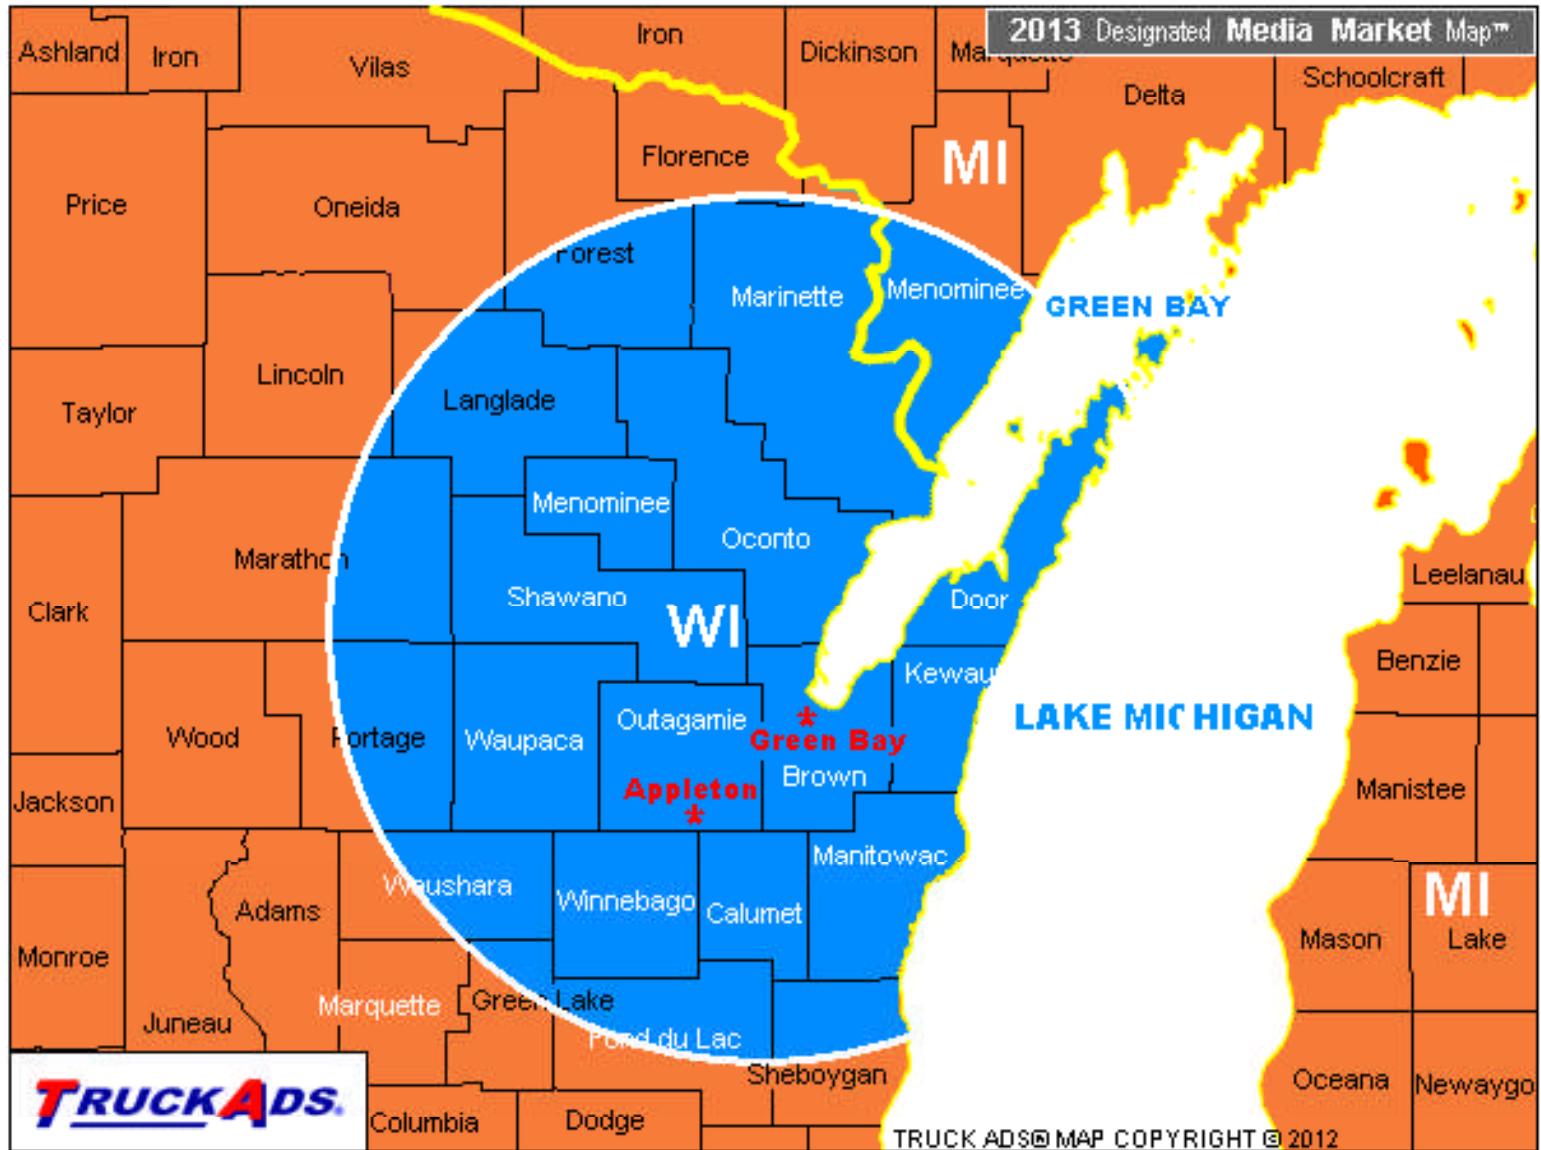 2013 Designated Media Market Map™
Ashland
Iron
Vilas
Iron
Dickinson
Marquette
Delta
Schoolcraft
Florence
MI
Price
Oneida
Forest
Marinette
Menominee
GREEN BAY
Lincoln
Langlade
Taylor
Menominee
Oconto
Marathon
Shawano
WI
Door
Leelanau
Clark
Benzie
Kewau
LAKE MICHIGAN
Wood
Portage
Waupaca
Outagamie
Green Bay
Brown
Appleton
Manistee
Jackson
Manitowac
Waushara
Winnebago
Calumet
MI
Adams
Mason
Lake
Monroe
Marquette
Green Lake
Juneau
Fond du Lac
Sheboygan
Oceana
Newaygo
TRUCKADS.
Columbia
Dodge
TRUCK ADS® MAP COPYRIGHT © 2012